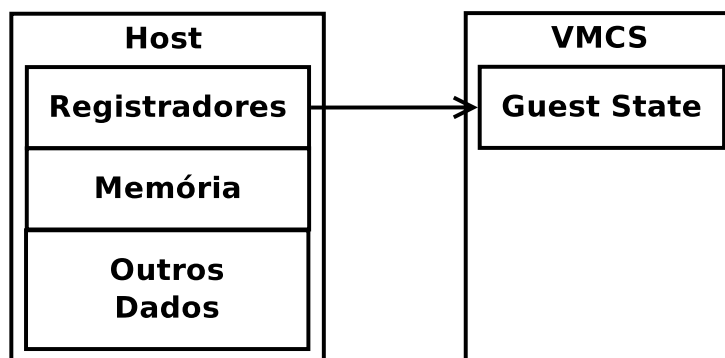 Host
VMCS
Registradores
Guest State
Memória
Outros
Dados